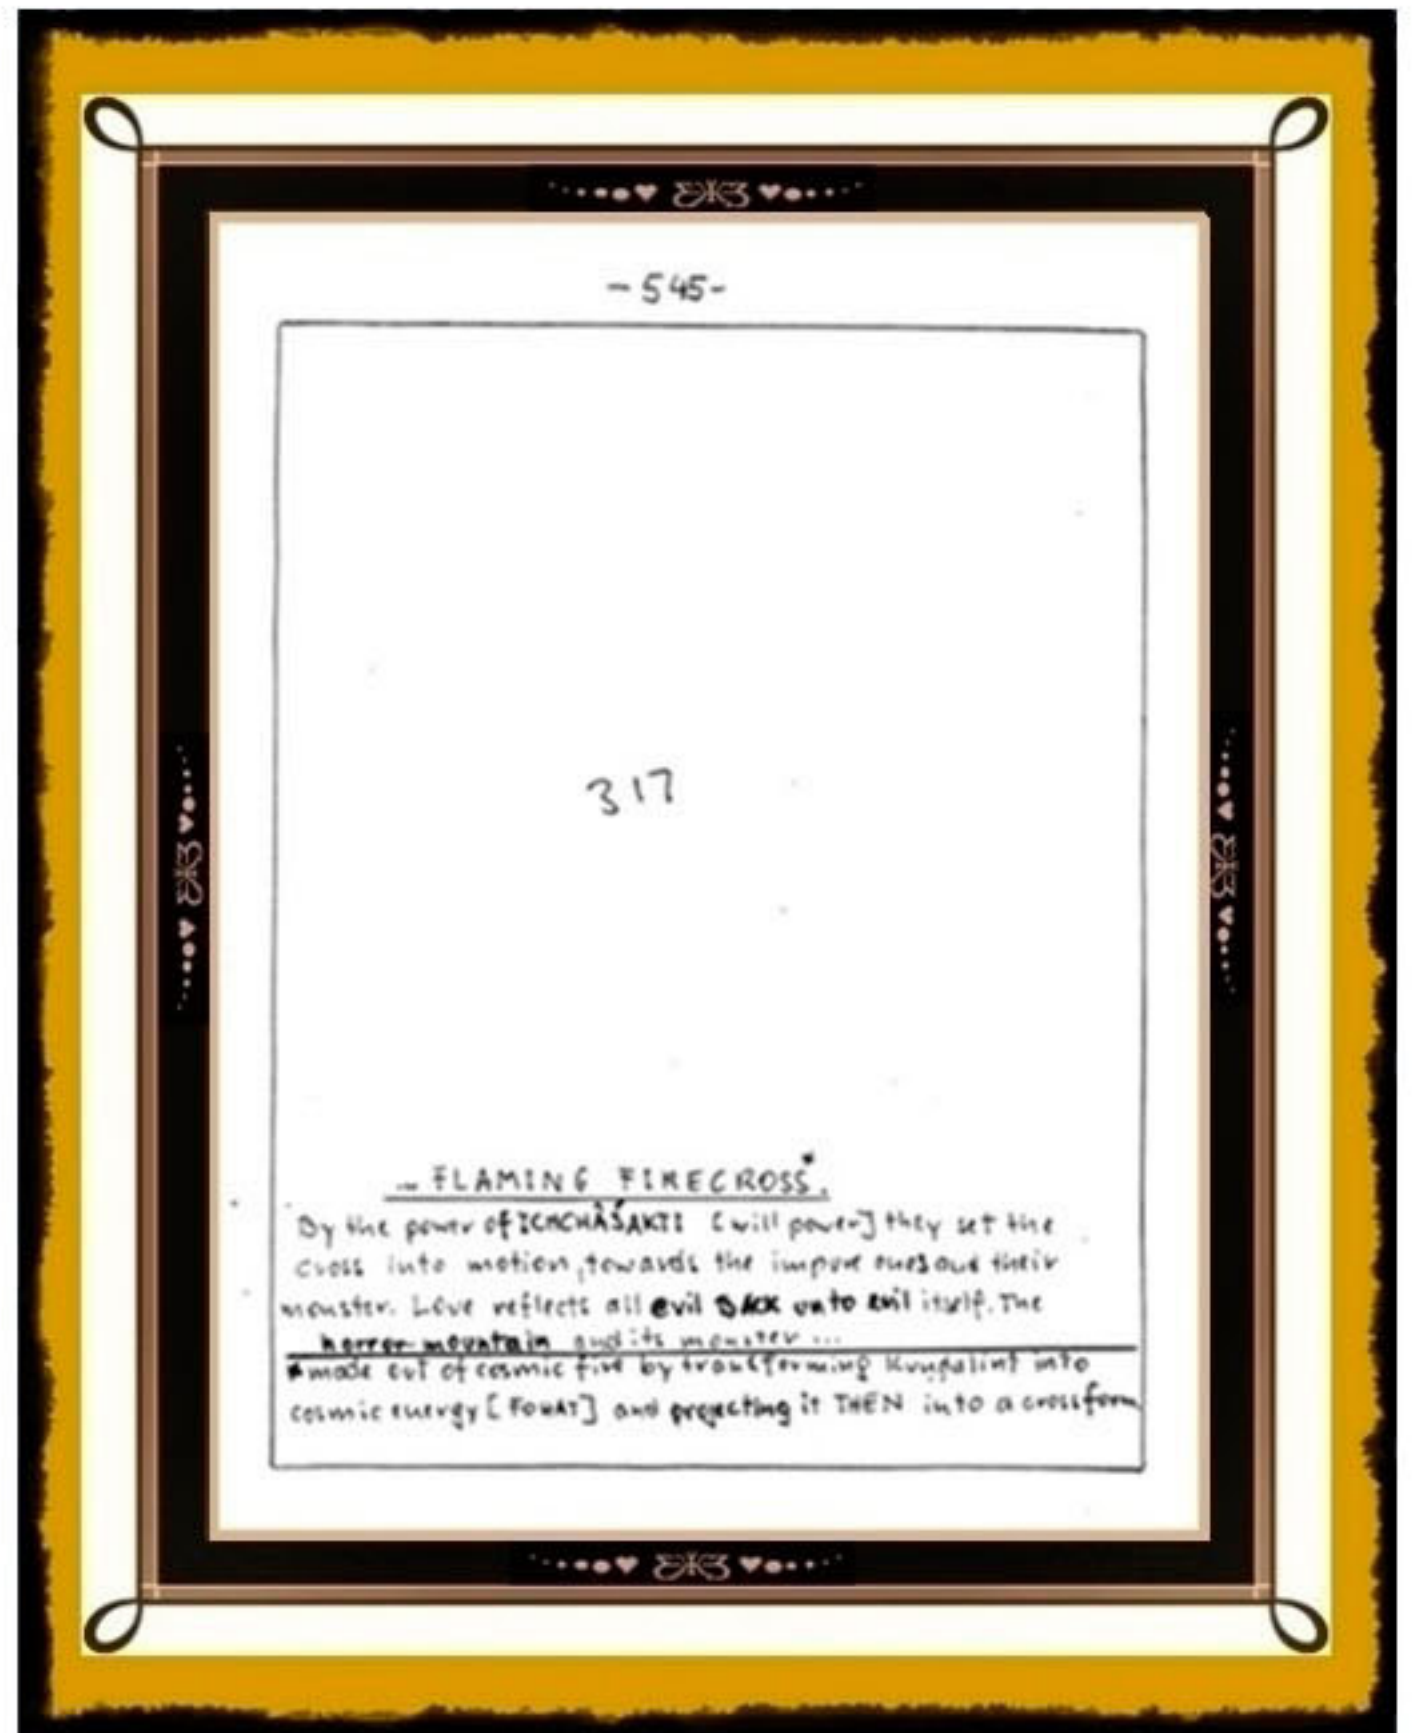 -545-
317
- FLAMING FIRECROSS*.
By the power of ICHCHÂŚAKTI [will power] they set the
cross into motion, towards the impure ones and their
monster. Love reflects all evil BACK unto evil itself. The
horror-mountain and its monster ...
*made out of cosmic fire by transforming Kundalini into
cosmic energy [FOHAT] and projecting it THEN into a crossform